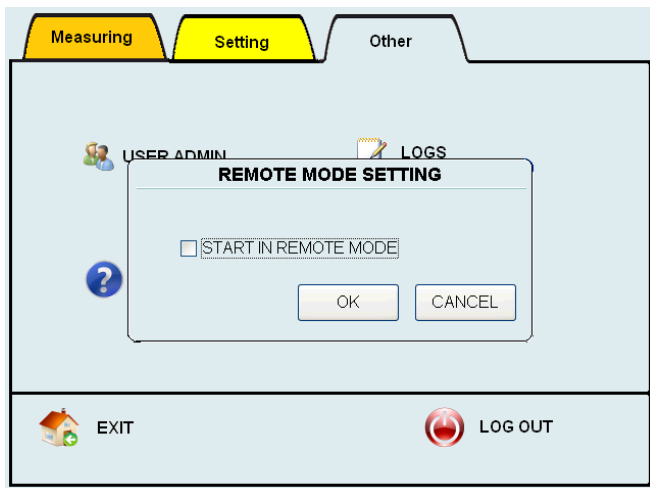 Measuring
Setting
Other
USER ADMIN
LOGS
REMOTE MODE SETTING
START IN REMOTE MODE
OK
CANCEL
EXIT
LOG OUT